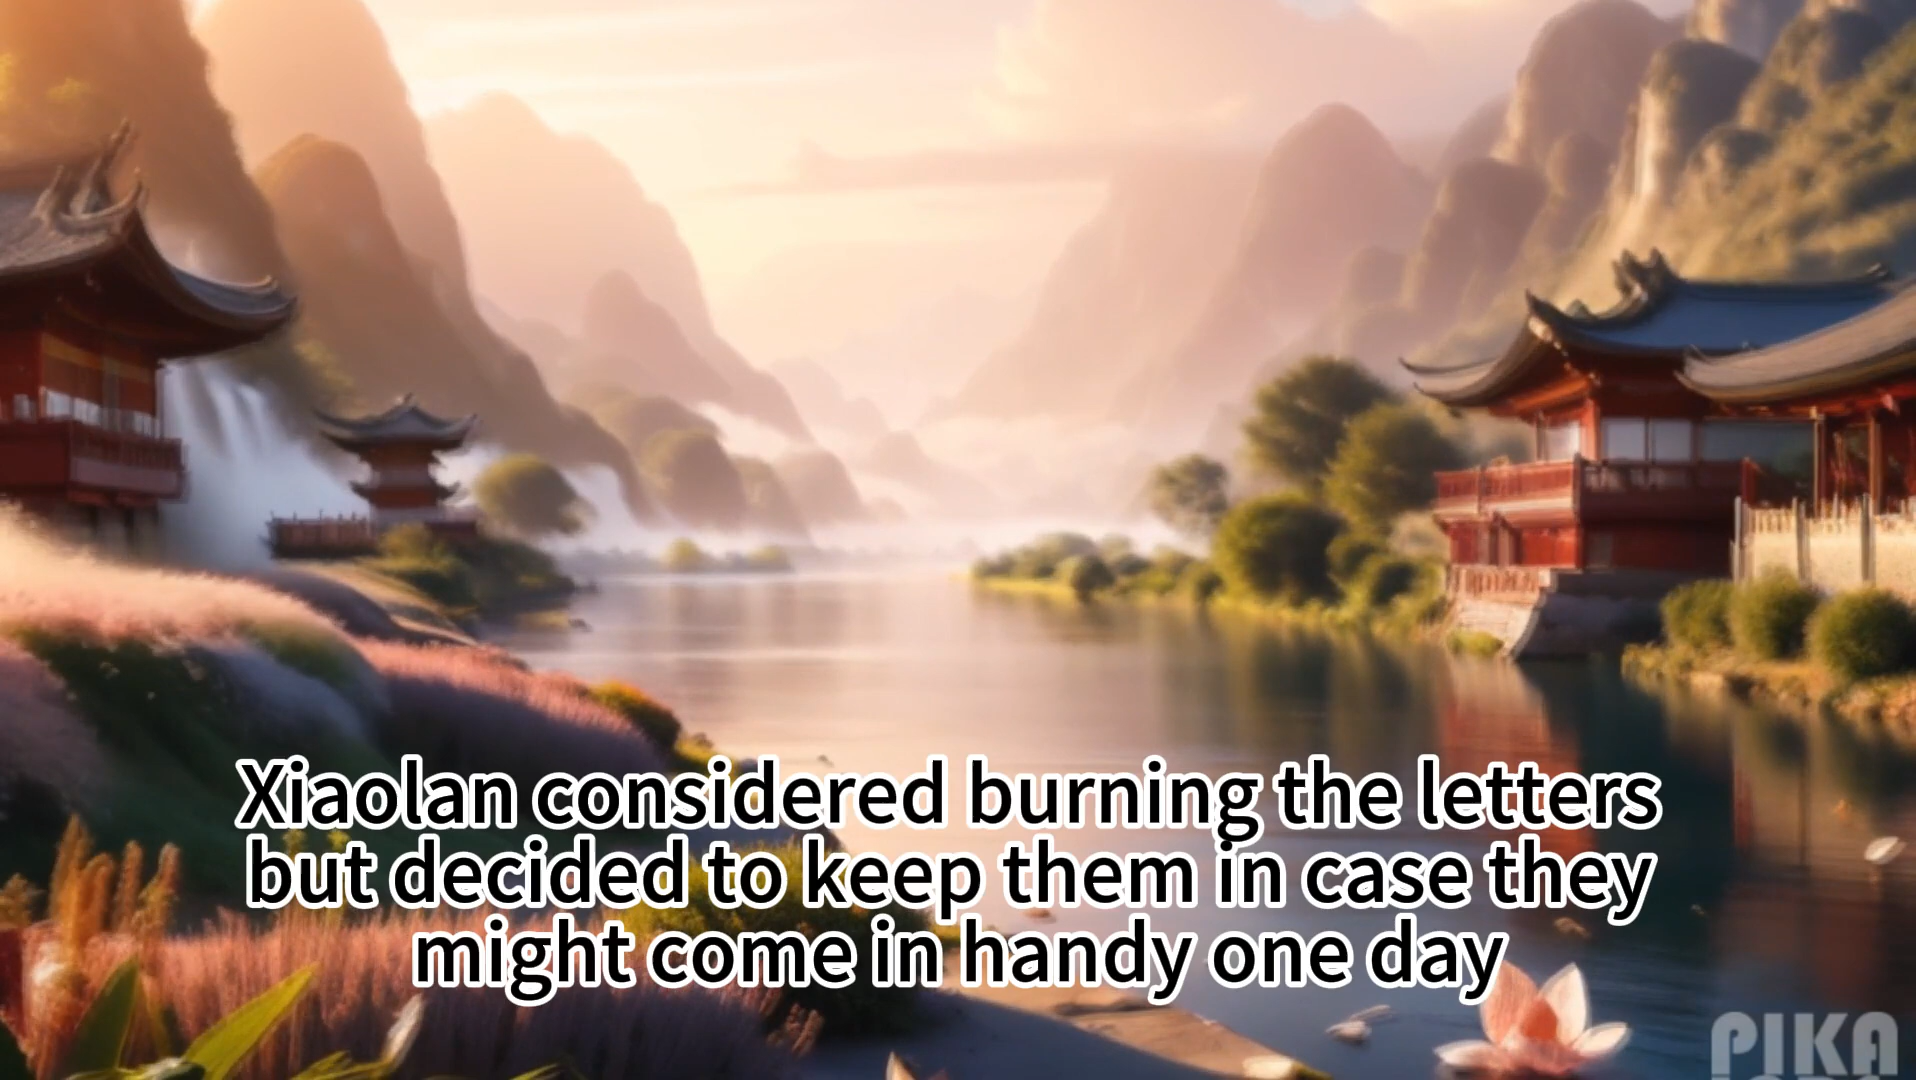 Xiaolan considered burning the letters
but decided to keep them in case they
might come in handy one day
PIKA